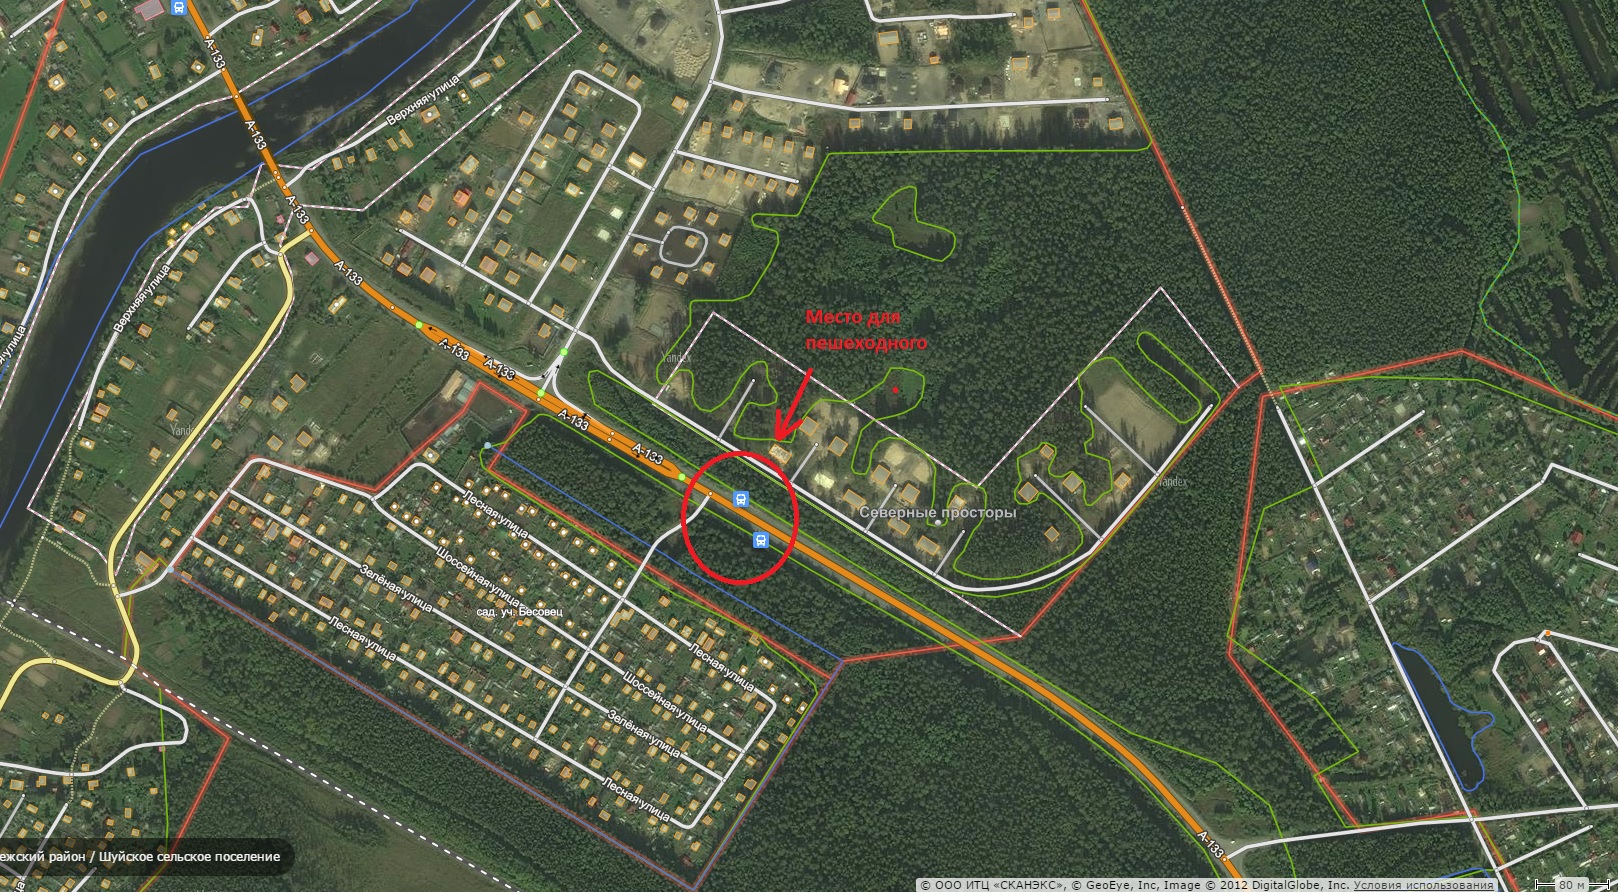 А-133
А-133
А-133
А-133
А-133
А-133
А-133
А-133
А-133
Верхняя улица
Верхняя улица
улица
Место для
пешеходного
Yandex
Yandex
Yandex
Северные просторы
Лесная улица
Шоссейная улица
Зелёная улица
Лесная улица
сад. уч. Бесовец
Лесная улица
Шоссейная улица
Зелёная улица
Лесная улица
ежский район / Шуйское сельское поселение
© ООО ИТЦ «СКАНЭКС», © GeoEye, Inc, Image © 2012 DigitalGlobe, Inc. Условия использования
80 м